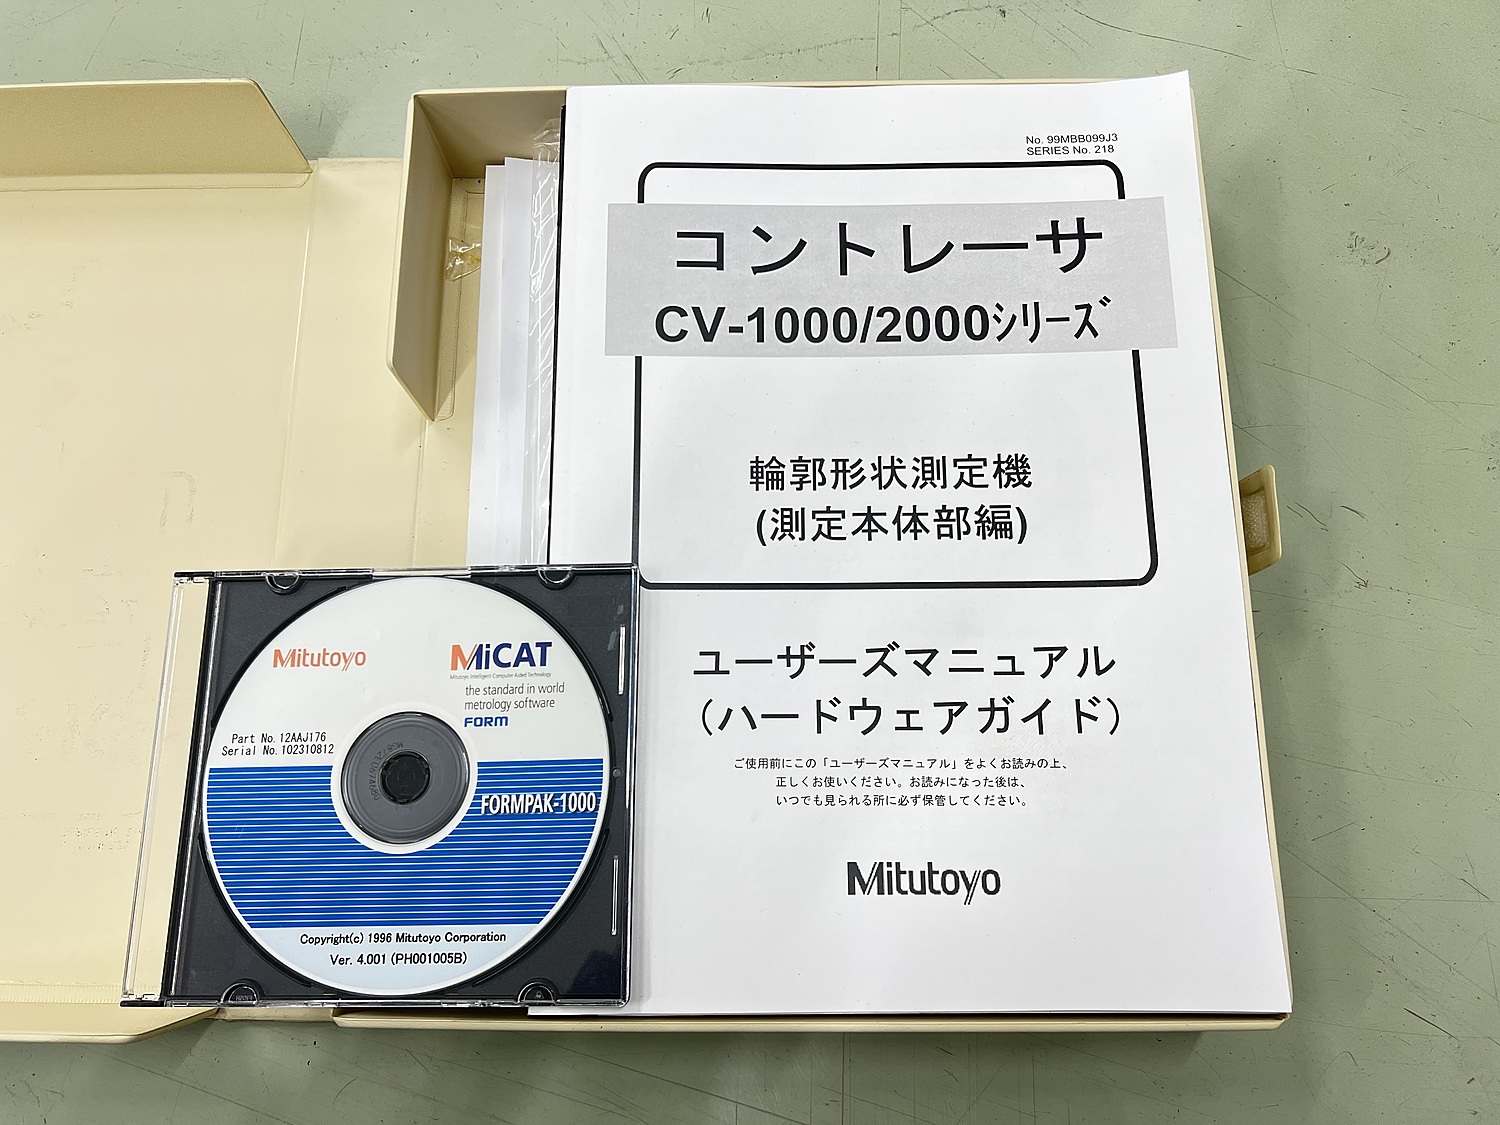 No. 99MBB099J3
SERIES No. 218
コントレーサ
CV-1000/2000ｼﾘｰｽﾞ
輪郭形状測定機
(測定本体部編)
ユーザーズマニュアル
（ハードウェアガイド）
ご使用前にこの「ユーザーズマニュアル」をよくお読みの上、
正しくお使いください。お読みになった後は、
いつでも見られる所に必ず保管してください。
Mitutoyo
Mitutoyo
MiCAT
Mitutoyo Intelligent Computer Aided Technology
the standard in world
metrology software
FORM
Part No.12AAJ176
Serial No.102310812
FORMPAK-1000
Copyright(c) 1996 Mitutoyo Corporation
Ver. 4.001 (PH001005B)